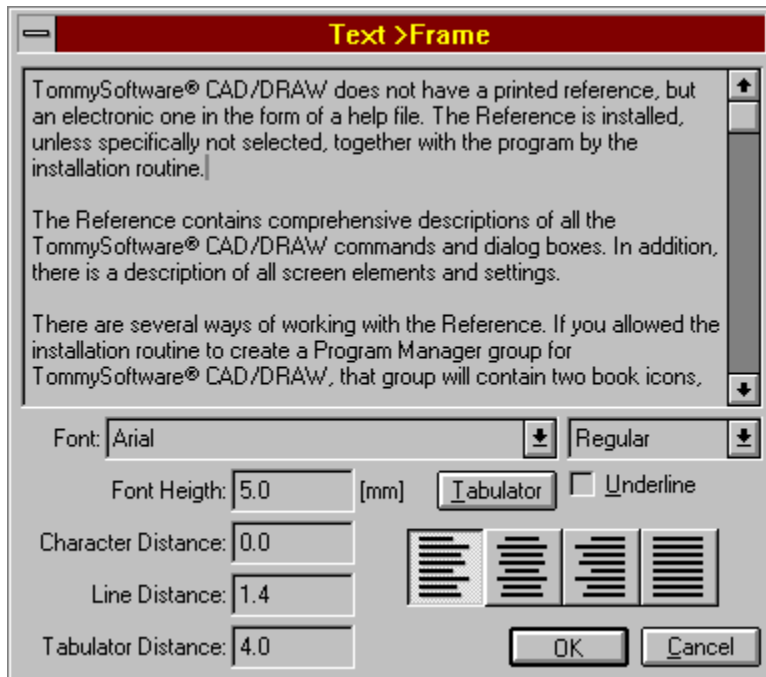 Text >Frame
TommySoftware® CAD/DRAW does not have a printed reference, but
an electronic one in the form of a help file. The Reference is installed,
unless specifically not selected, together with the program by the
installation routine.
The Reference contains comprehensive descriptions of all the
TommySoftware® CAD/DRAW commands and dialog boxes. In addition,
there is a description of all screen elements and settings.
There are several ways of working with the Reference. If you allowed the
installation routine to create a Program Manager group for
TommySoftware® CAD/DRAW, that group will contain two book icons,
Font: Arial Regular
Font Heigth: 5.0 [mm] Tabulator Underline
Character Distance: 0.0
Line Distance: 1.4
Tabulator Distance: 4.0 OK Cancel